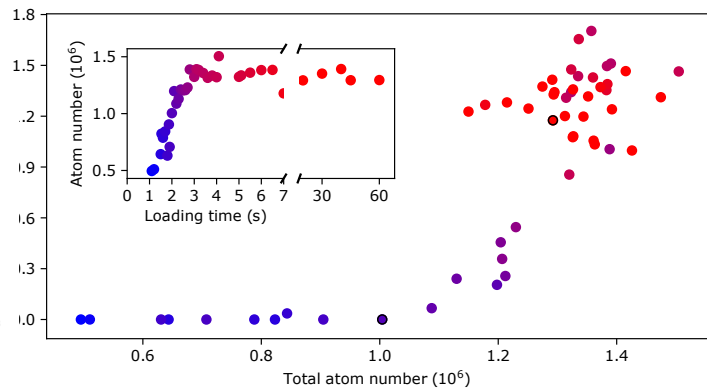 1.8
1.5
1.2
.9
.6
.3
.0
Atom number (10⁶)
1.5
1.0
0.5
0 1 2 3 4 5 6 7 30 60
Loading time (s)
0.6 0.8 1.0 1.2 1.4
Total atom number (10⁶)